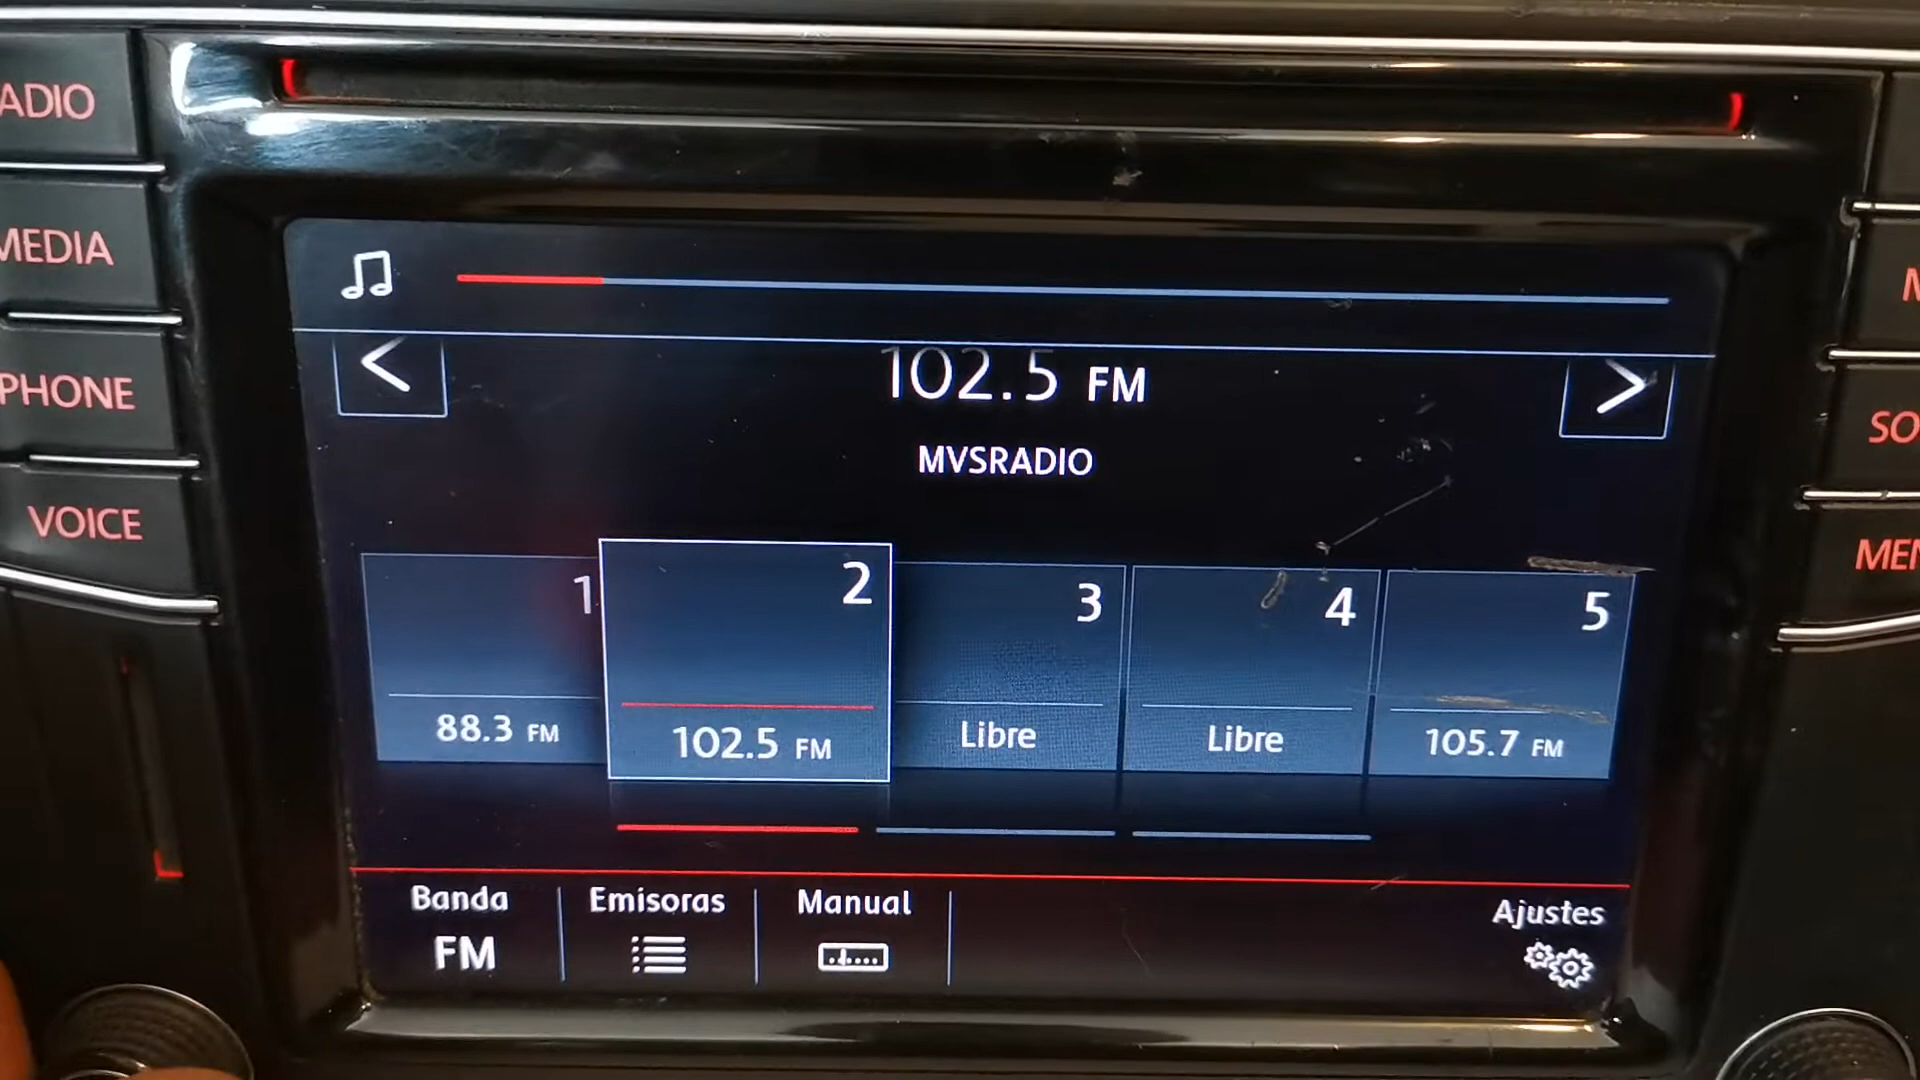 ADIO
MEDIA
PHONE
VOICE
102.5 FM
MVSRADIO
1
2
3
4
5
88.3 FM
102.5 FM
Libre
Libre
105.7 FM
Banda
FM
Emisoras
Manual
Ajustes
M
SO
MEN